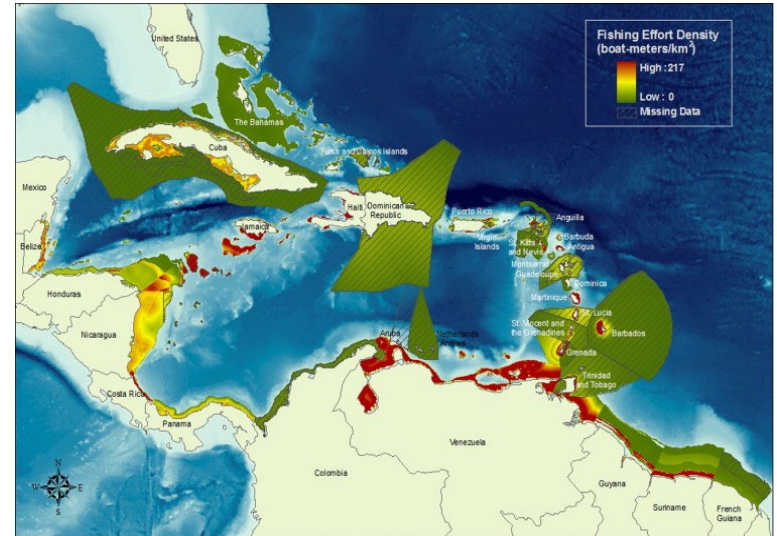 United States
Fishing Effort Density
(boat-meters/km²)
High : 217
Low : 0
Missing Data
The Bahamas
Cuba
Turks and Caicos Islands
Mexico
Haiti
Dominican
Republic
Puerto Rico
Anguilla
Jamaica
Virgin
Islands
Barbuda
Antigua
St. Kitts
and Nevis
Belize
Montserrat
Guadeloupe
Dominica
Honduras
Martinique
St. Lucia
Nicaragua
St. Vincent and
the Grenadines
Barbados
Aruba
Netherlands
Antilles
Grenada
Trinidad
and Tobago
Costa Rica
Panama
Venezuela
Colombia
Guyana
Suriname
French
Guiana
N
W
E
S